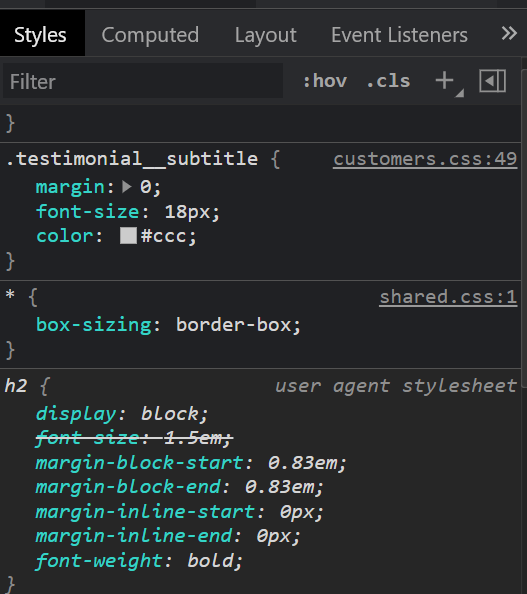 Styles Computed Layout Event Listeners »
Filter :hov .cls +
}
.testimonial__subtitle { customers.css:49
margin: 0;
font-size: 18px;
color: #ccc;
}
* { shared.css:1
box-sizing: border-box;
}
h2 { user agent stylesheet
display: block;
font-size: 1.5em;
margin-block-start: 0.83em;
margin-block-end: 0.83em;
margin-inline-start: 0px;
margin-inline-end: 0px;
font-weight: bold;
}